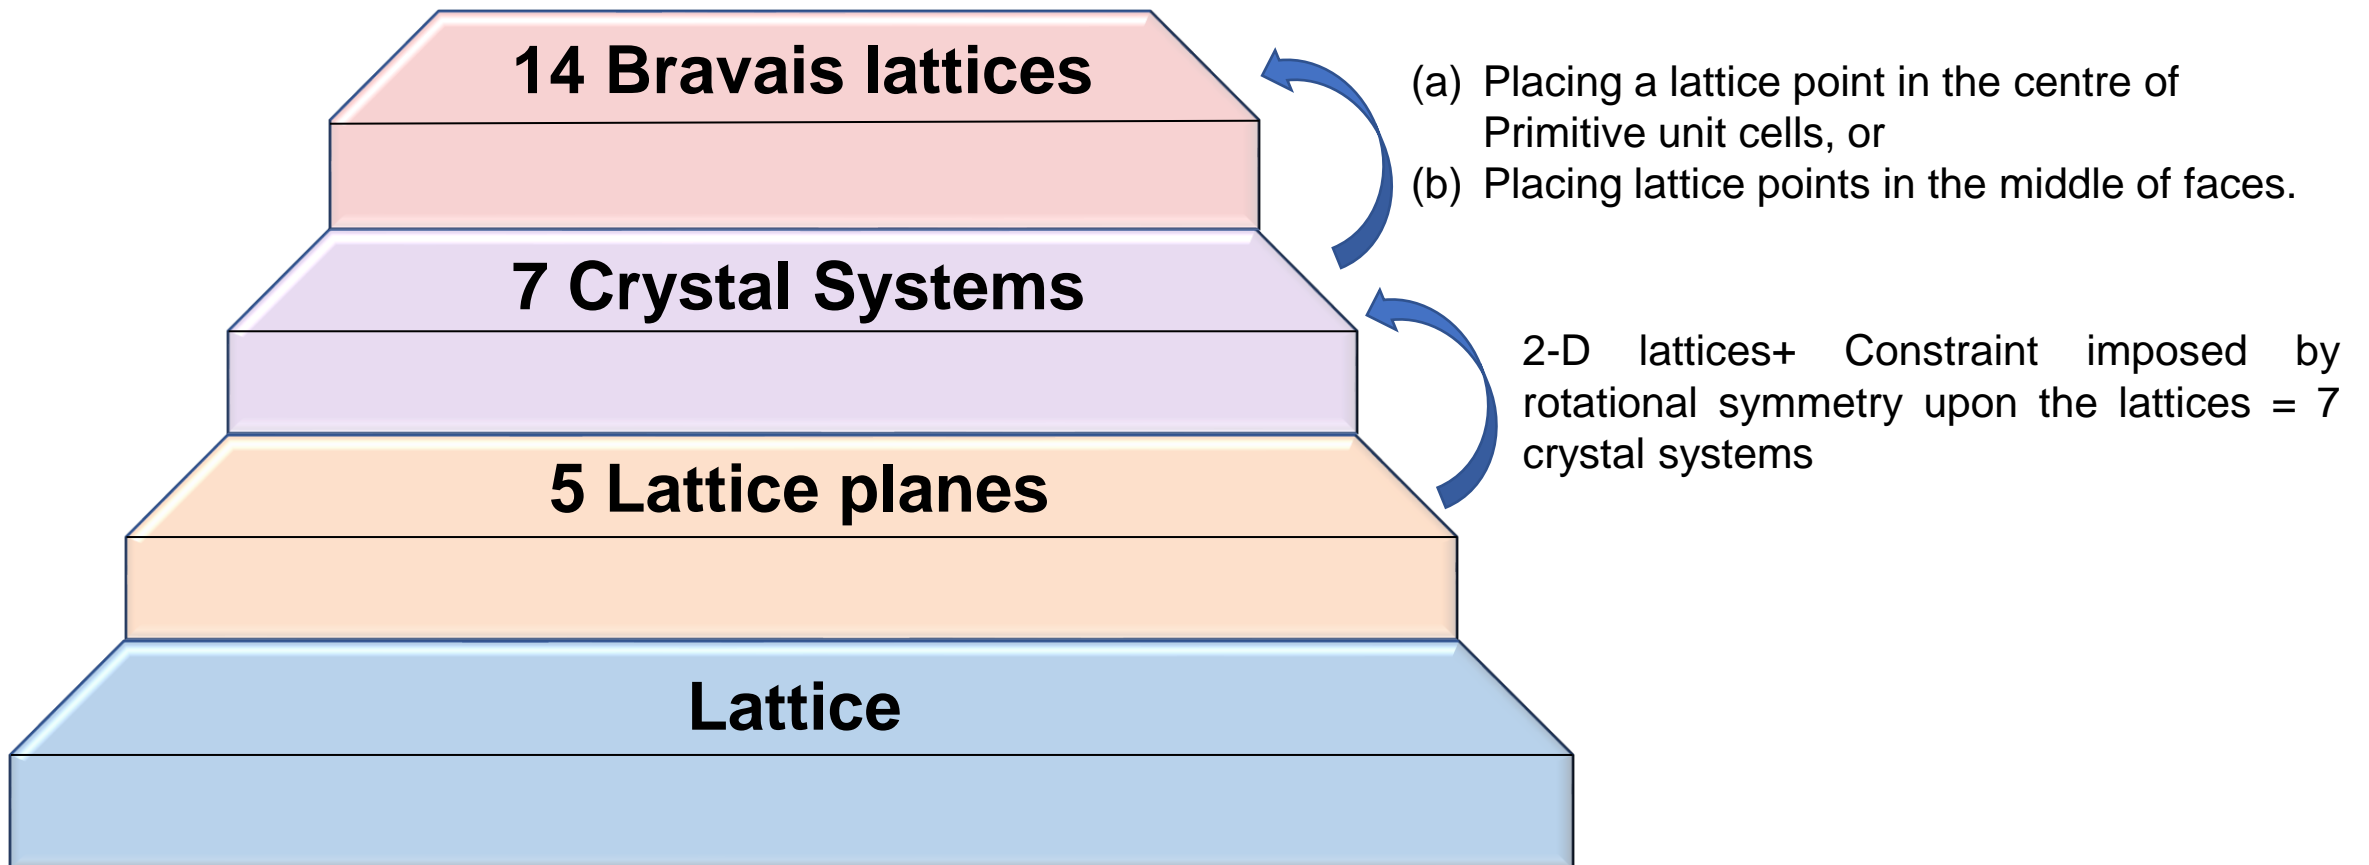 14 Bravais lattices
(a) Placing a lattice point in the centre of
Primitive unit cells, or
(b) Placing lattice points in the middle of faces.
7 Crystal Systems
2-D lattices+ Constraint imposed by
rotational symmetry upon the lattices = 7
crystal systems
5 Lattice planes
Lattice